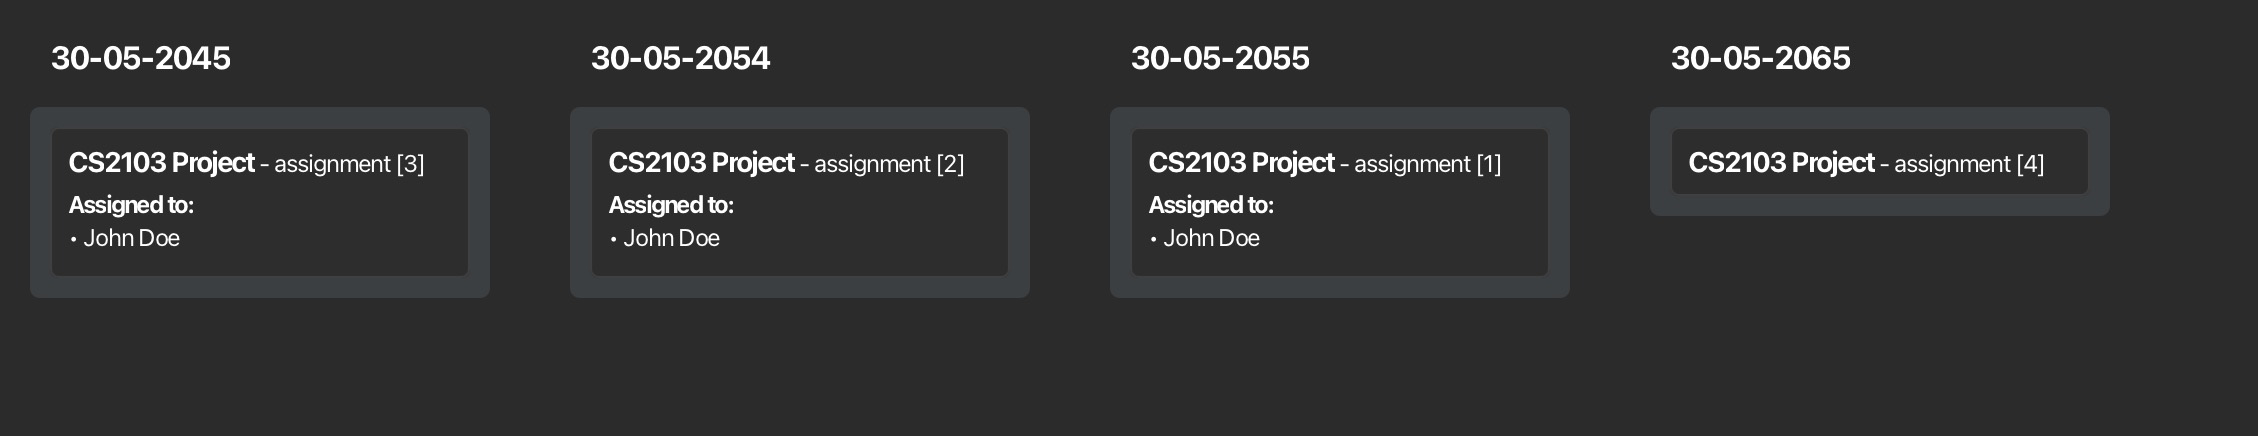 30-05-2045
CS2103 Project - assignment [3]
Assigned to:
• John Doe
30-05-2054
CS2103 Project - assignment [2]
Assigned to:
• John Doe
30-05-2055
CS2103 Project - assignment [1]
Assigned to:
• John Doe
30-05-2065
CS2103 Project - assignment [4]